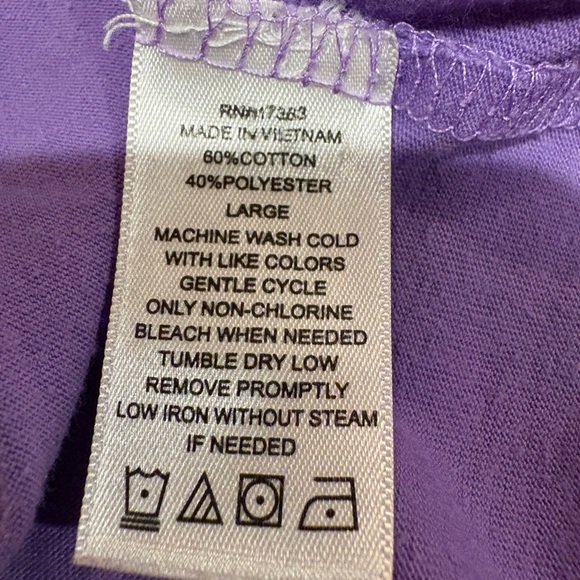 MADE IN VIETNAM
60%COTTON
40%POLYESTER
LARGE
MACHINE WASH COLD
WITH LIKE COLORS
GENTLE CYCLE
ONLY NON-CHLORINE
BLEACH WHEN NEEDED
TUMBLE DRY LOW
REMOVE PROMPTLY
LOW IRON WITHOUT STEAM
IF NEEDED